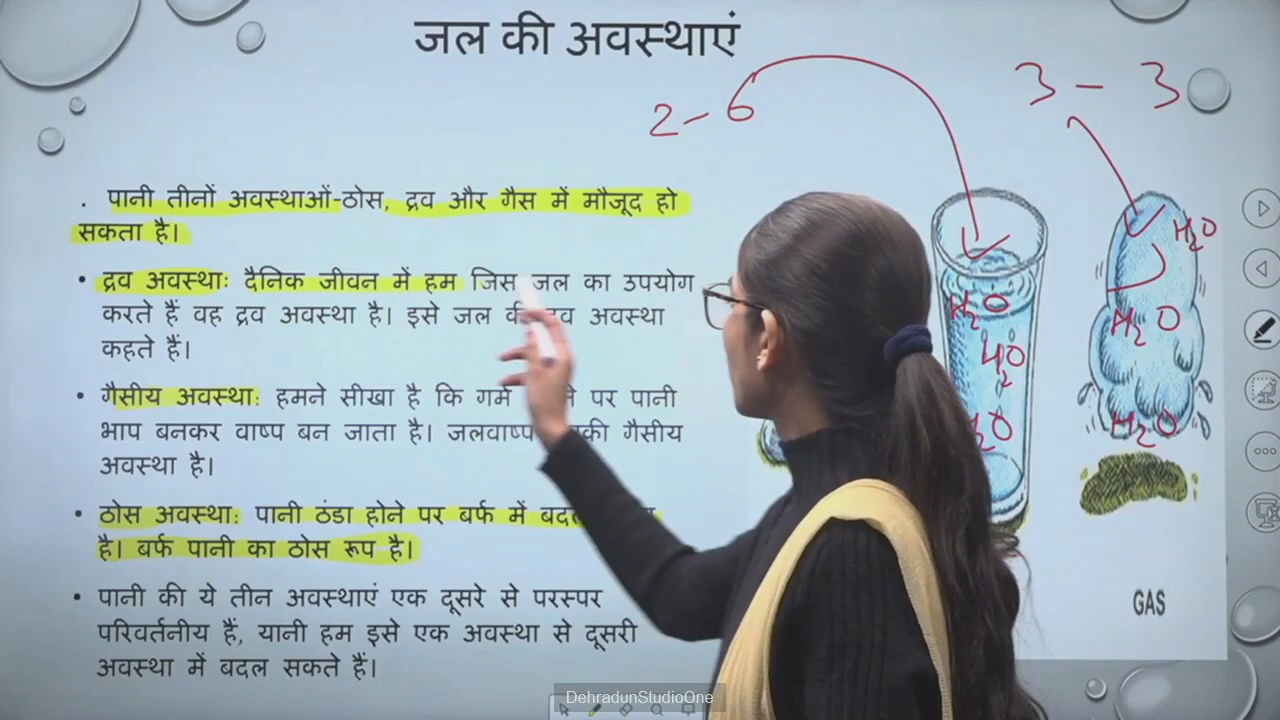 जल की अवस्थाएं
2-6
3 - 3
. पानी तीनों अवस्थाओं-ठोस, द्रव और गैस में मौजूद हो
सकता है।
• द्रव अवस्था: दैनिक जीवन में हम जिस जल का उपयोग
करते हैं वह द्रव अवस्था है। इसे जल अवस्था
कहते हैं।
• गैसीय अवस्था: हमने सीखा है कि पर पानी
भाप बनकर वाष्प बन जाता है। जलवाष्प गैसीय
अवस्था है।
• ठोस अवस्था: पानी ठंडा होने पर बर्फ में
है। बर्फ पानी का ठोस रूप है।
• पानी की ये तीन अवस्थाएं एक दूसरे से परस्पर
परिवर्तनीय हैं, यानी हम इसे एक अवस्था से दूसरी
अवस्था में बदल सकते हैं।
H2O
H2O
H2O
H2O
H2O
GAS
DehradunStudioOne